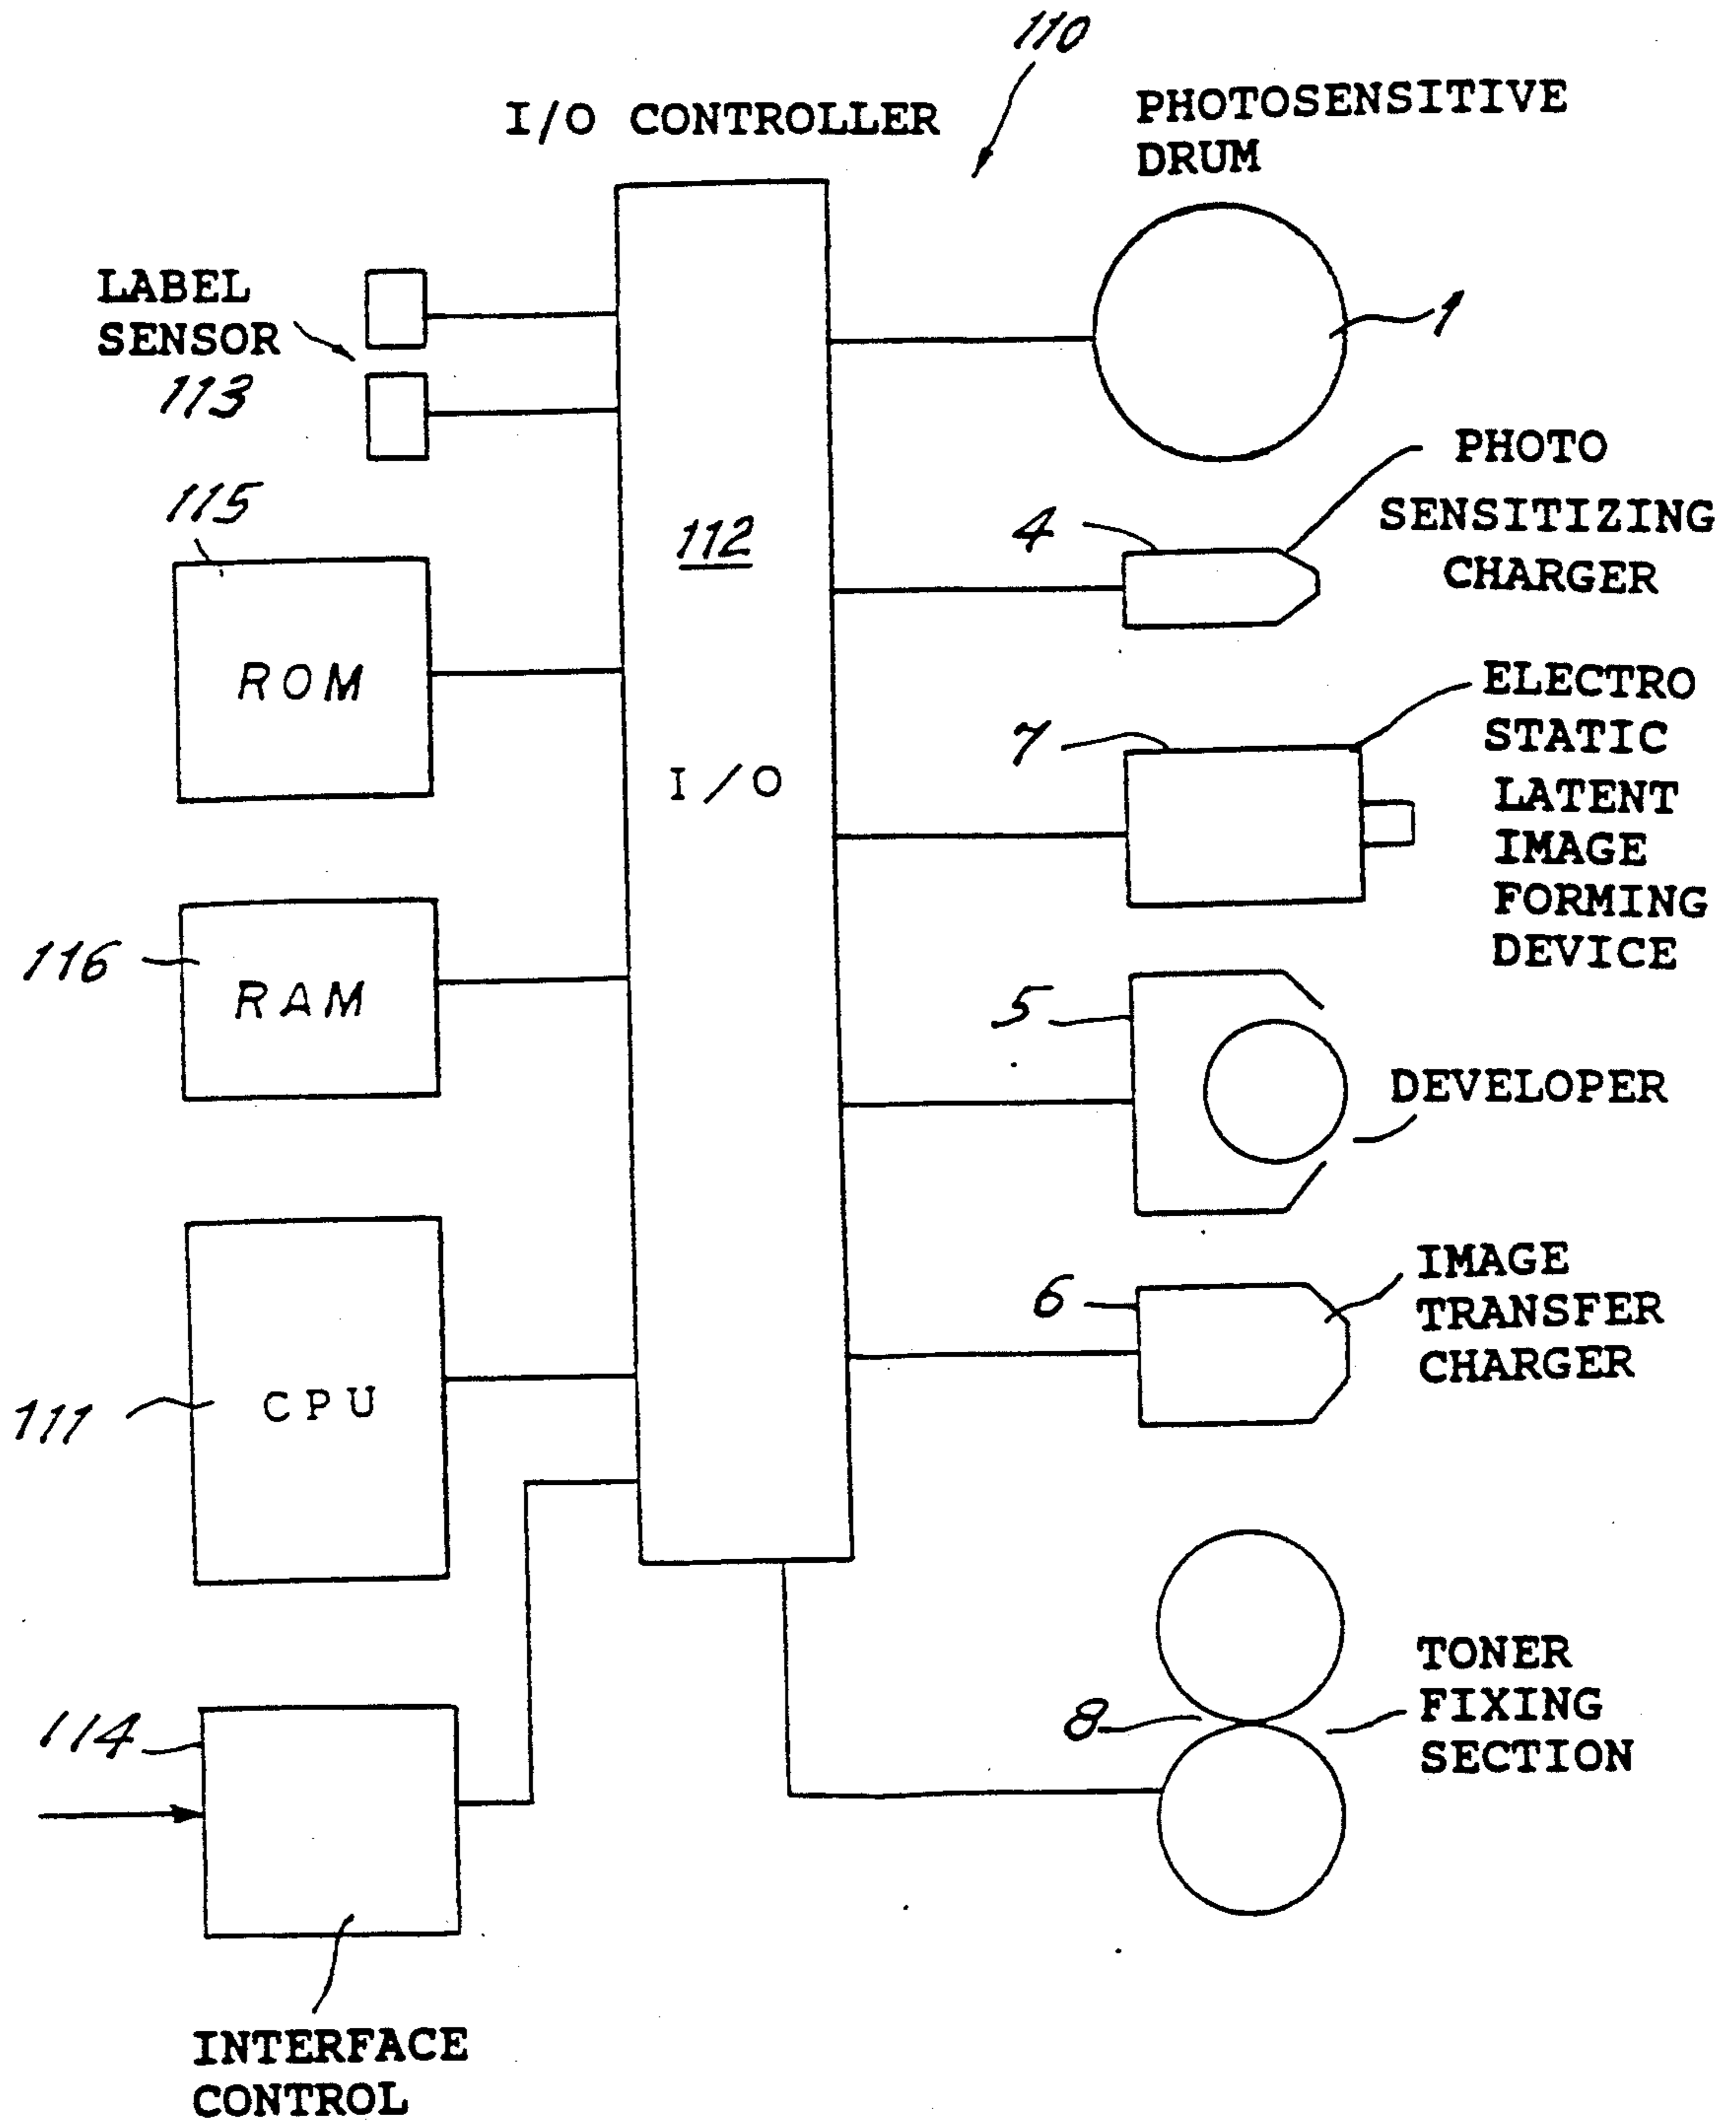 110
I/O CONTROLLER
PHOTOSENSITIVE
DRUM
1
LABEL
SENSOR
113
PHOTO
SENSITIZING
CHARGER
4
115
ROM
112
I/O
ELECTRO
STATIC
LATENT
IMAGE
FORMING
DEVICE
7
116
RAM
5
DEVELOPER
6
IMAGE
TRANSFER
CHARGER
111
CPU
114
8
TONER
FIXING
SECTION
INTERFACE
CONTROL